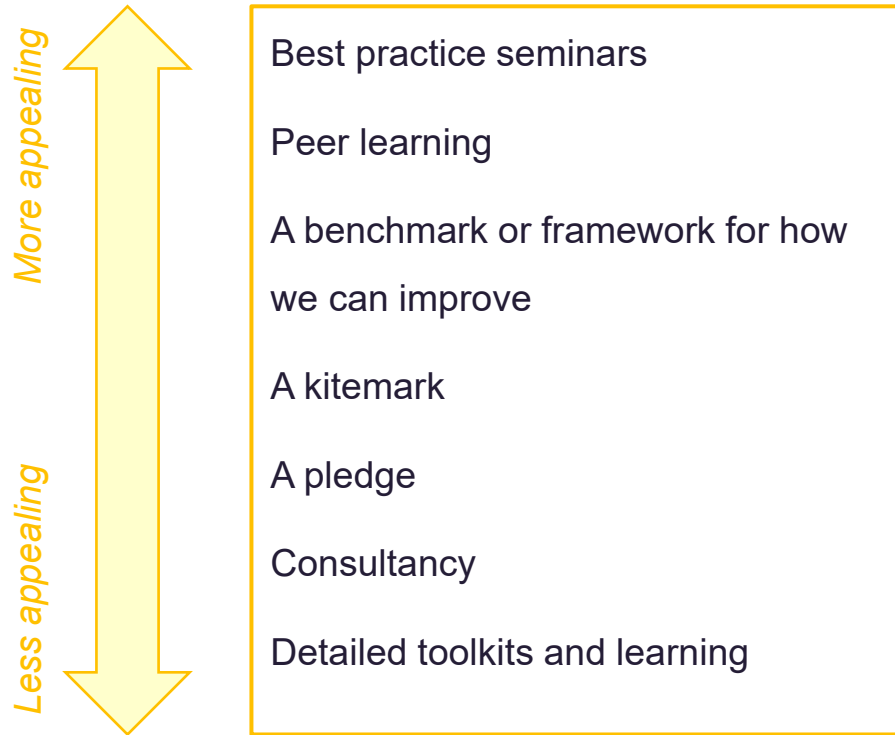 More appealing
Less appealing
Best practice seminars
Peer learning
A benchmark or framework for how
we can improve
A kitemark
A pledge
Consultancy
Detailed toolkits and learning